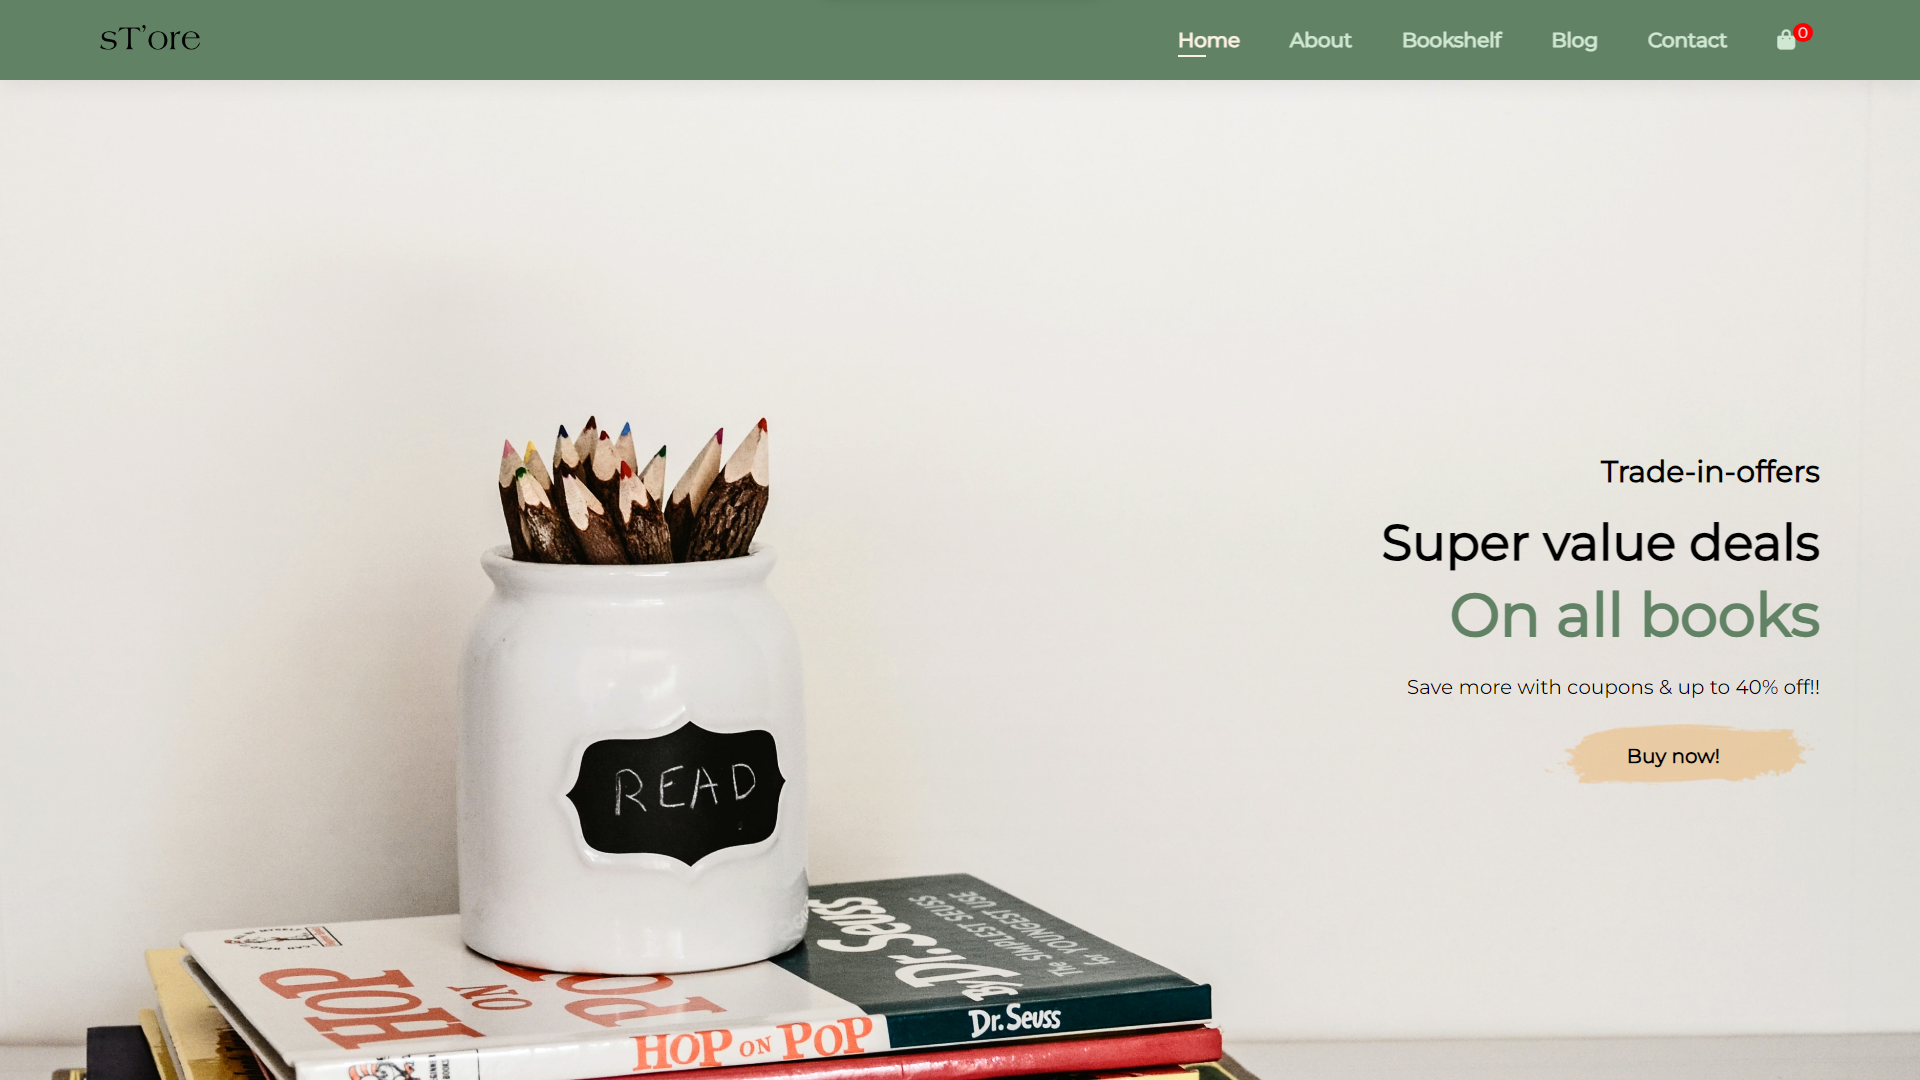 sT'ore
Home About Bookshelf Blog Contact 0
Trade-in-offers
Super value deals
On all books
Save more with coupons & up to 40% off!!
Buy now!
READ
HOP
ON
POP
By Dr. Seuss
The SIMPLEST SEUSS
for YOUNGEST USE
HOP ON POP Dr. Seuss